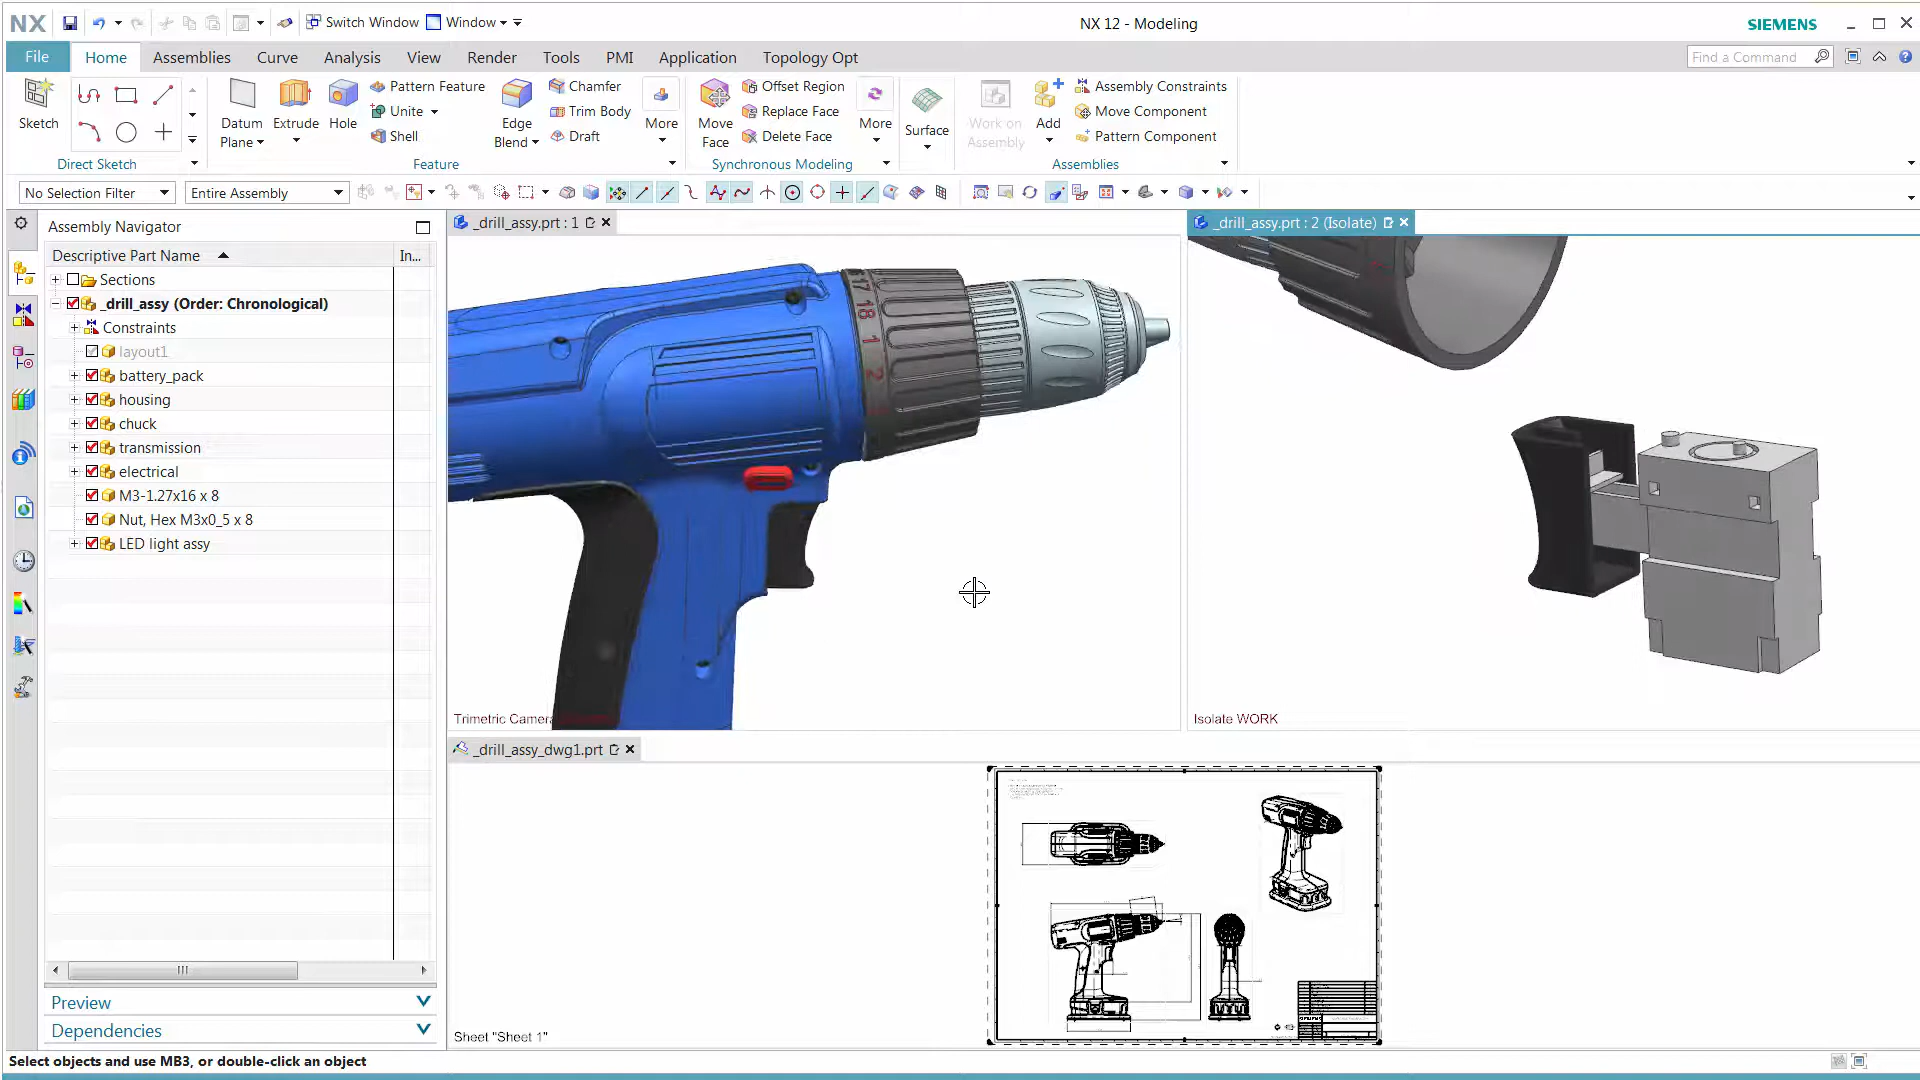 NX
Switch Window
Window
NX 12 - Modeling
SIEMENS
File
Home
Assemblies
Curve
Analysis
View
Render
Tools
PMI
Application
Topology Opt
Find a Command
Sketch
Direct Sketch
Datum
Plane
Extrude
Hole
Pattern Feature
Unite
Shell
Edge
Blend
Chamfer
Trim Body
Draft
More
Feature
Move
Face
Offset Region
Replace Face
Delete Face
More
Synchronous Modeling
Surface
Work on
Assembly
Add
Assembly Constraints
Move Component
Pattern Component
Assemblies
No Selection Filter
Entire Assembly
Assembly Navigator
Descriptive Part Name
In...
Sections
_drill_assy (Order: Chronological)
Constraints
layout1
battery_pack
housing
chuck
transmission
electrical
M3-1.27x16 x 8
Nut, Hex M3x0_5 x 8
LED light assy
Preview
Dependencies
_drill_assy.prt : 1
17
18
1
2
Trimetric Camera
_drill_assy.prt : 2 (Isolate)
Isolate WORK
_drill_assy_dwg1.prt
Sheet "Sheet 1"
Select objects and use MB3, or double-click an object